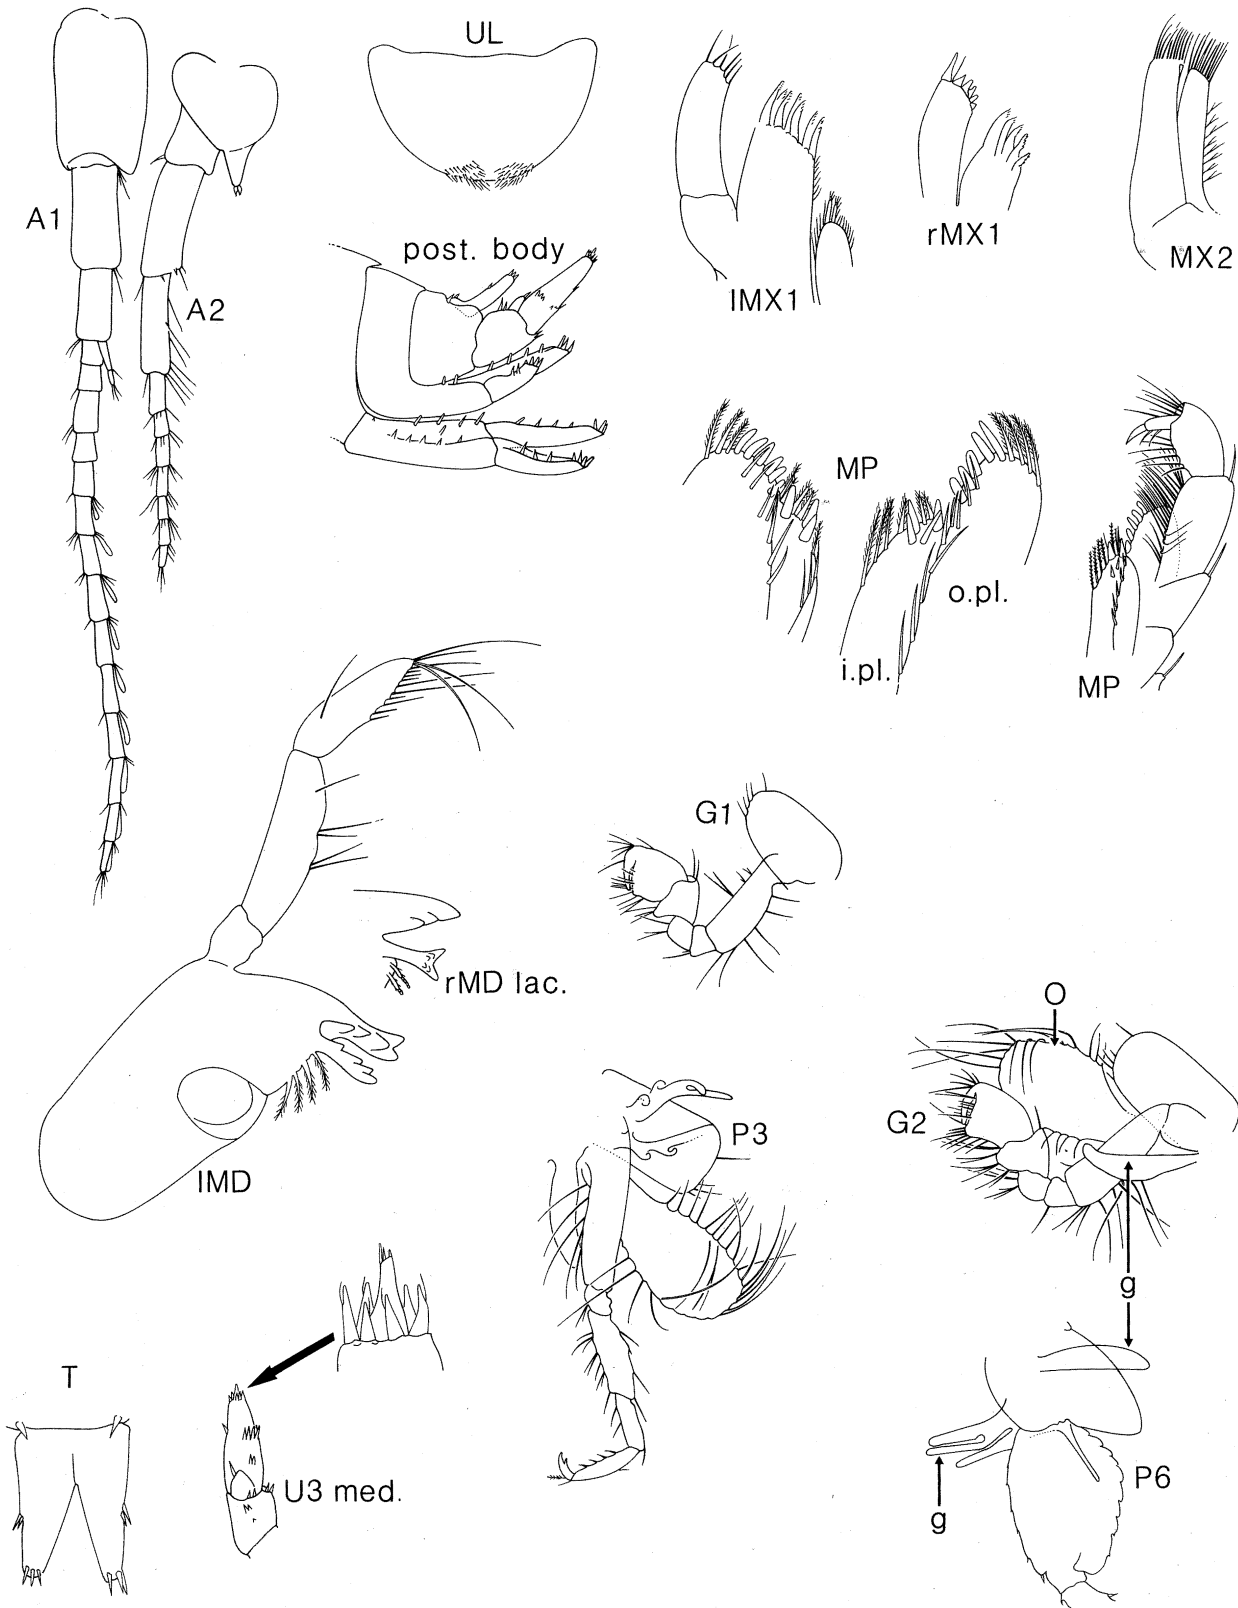 UL
A1
A2
post. body
lMX1
rMX1
MX2
MP
o.pl.
i.pl.
MP
G1
rMD lac.
lMD
O
P3
G2
g
T
U3 med.
P6
g